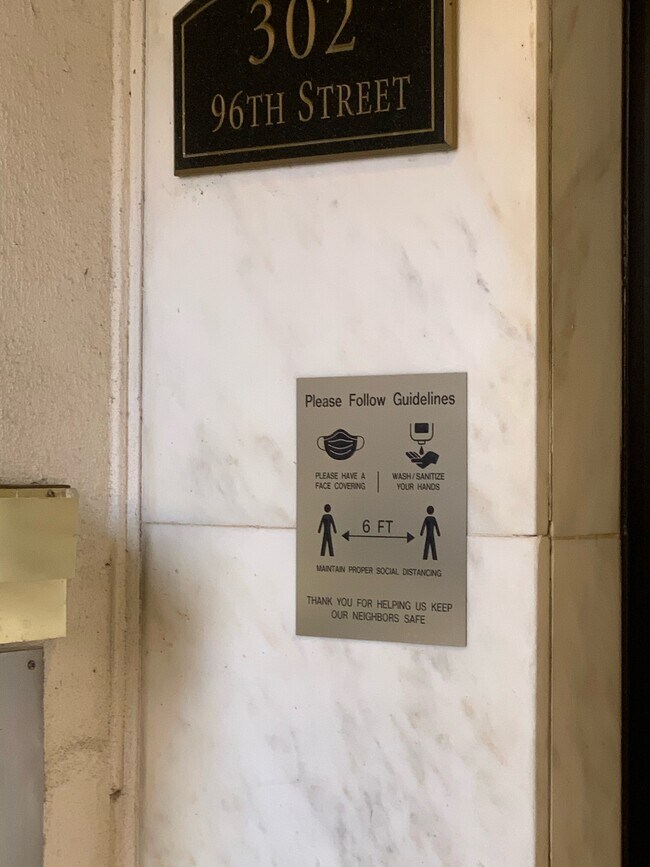 302
96TH STREET
Please Follow Guidelines
PLEASE HAVE A
FACE COVERING
WASH/SANITIZE
YOUR HANDS
6 FT
MAINTAIN PROPER SOCIAL DISTANCING
THANK YOU FOR HELPING US KEEP
OUR NEIGHBORS SAFE